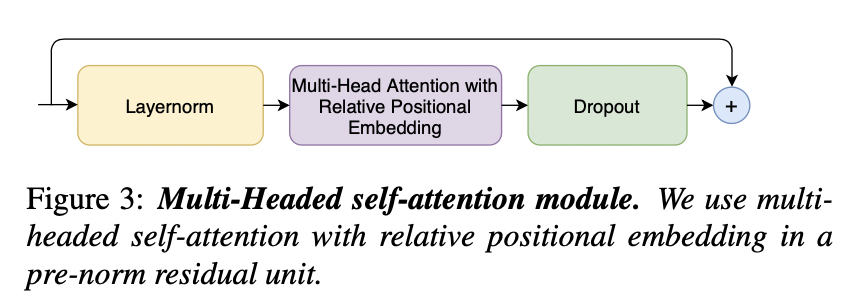 Layernorm
Multi-Head Attention with
Relative Positional
Embedding
Dropout
+
Figure 3: Multi-Headed self-attention module. We use multi-
headed self-attention with relative positional embedding in a
pre-norm residual unit.